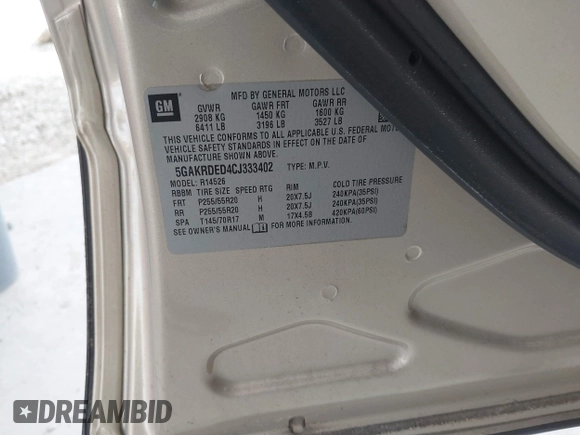 GM
MFD BY GENERAL MOTORS LLC
GVWR GAWR FRT GAWR RR
2908 KG 1450 KG 1600 KG
6411 LB 3196 LB 3527 LB
THIS VEHICLE CONFORMS TO ALL APPLICABLE U.S. FEDERAL MOTOR
VEHICLE SAFETY STANDARDS IN EFFECT ON THE DATE OF
MANUFACTURE SHOWN ABOVE.
5GAKRDED4CJ333402 TYPE: M.P.V.
MODEL: R14526
RBBM TIRE SIZE SPEED RTG RIM COLD TIRE PRESSURE
FRT P255/55R20 H 20X7.5J 240KPA(35PSI)
RR P255/55R20 H 20X7.5J 240KPA(35PSI)
SPA T145/70R17 M 17X4.5B 420KPA(60PSI)
SEE OWNER'S MANUAL FOR MORE INFORMATION.
DREAMBID